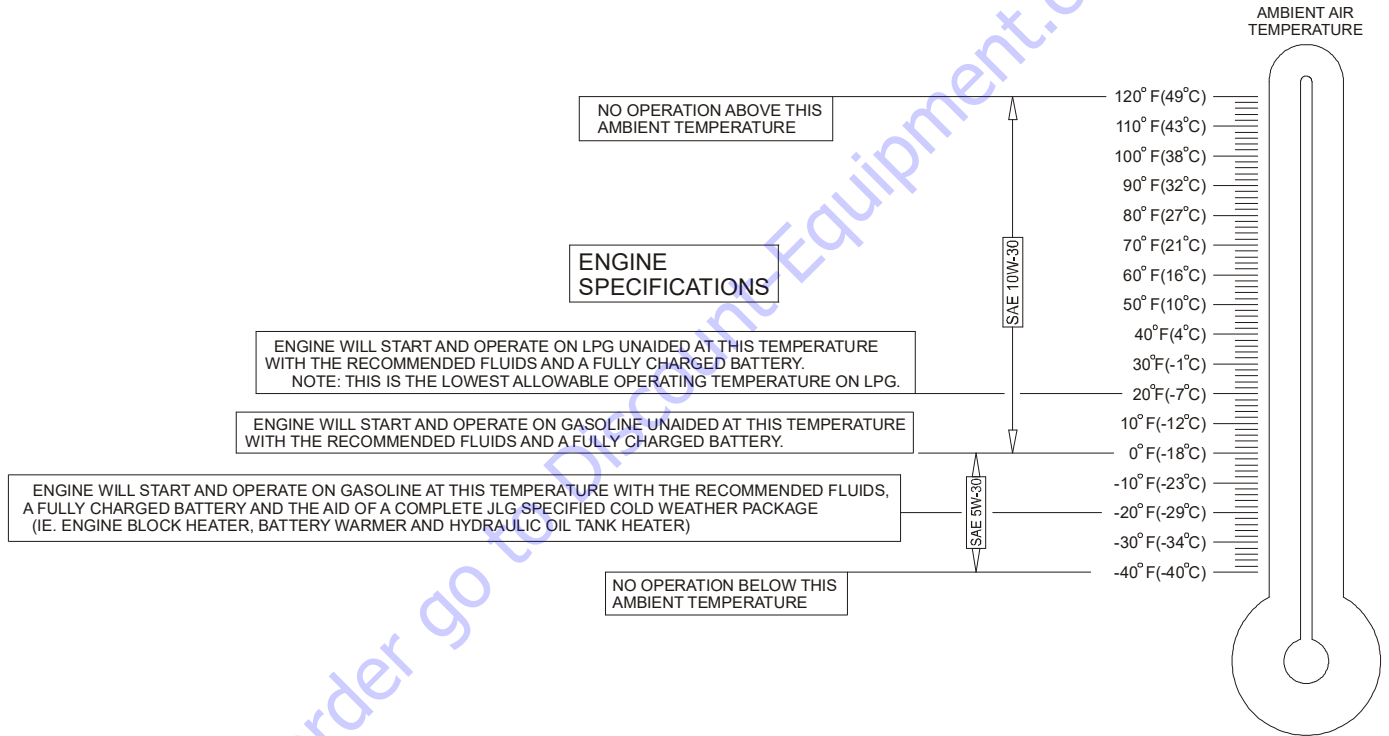 AMBIENT AIR
TEMPERATURE
NO OPERATION ABOVE THIS
AMBIENT TEMPERATURE
120° F(49°C)
110° F(43°C)
100° F(38°C)
90° F(32°C)
80° F(27°C)
70° F(21°C)
60° F(16°C)
50° F(10°C)
40°F(4°C)
30°F(-1°C)
20°F(-7°C)
10°F(-12°C)
0° F(-18°C)
-10° F(-23°C)
-20° F(-29°C)
-30° F(-34°C)
-40° F(-40°C)
SAE 10W-30
ENGINE
SPECIFICATIONS
ENGINE WILL START AND OPERATE ON LPG UNAIDED AT THIS TEMPERATURE
WITH THE RECOMMENDED FLUIDS AND A FULLY CHARGED BATTERY.
NOTE: THIS IS THE LOWEST ALLOWABLE OPERATING TEMPERATURE ON LPG.
ENGINE WILL START AND OPERATE ON GASOLINE UNAIDED AT THIS TEMPERATURE
WITH THE RECOMMENDED FLUIDS AND A FULLY CHARGED BATTERY.
SAE 5W-30
ENGINE WILL START AND OPERATE ON GASOLINE AT THIS TEMPERATURE WITH THE RECOMMENDED FLUIDS,
A FULLY CHARGED BATTERY AND THE AID OF A COMPLETE JLG SPECIFIED COLD WEATHER PACKAGE
(IE. ENGINE BLOCK HEATER, BATTERY WARMER AND HYDRAULIC OIL TANK HEATER)
NO OPERATION BELOW THIS
AMBIENT TEMPERATURE
rder go to Discount-Equipment.c